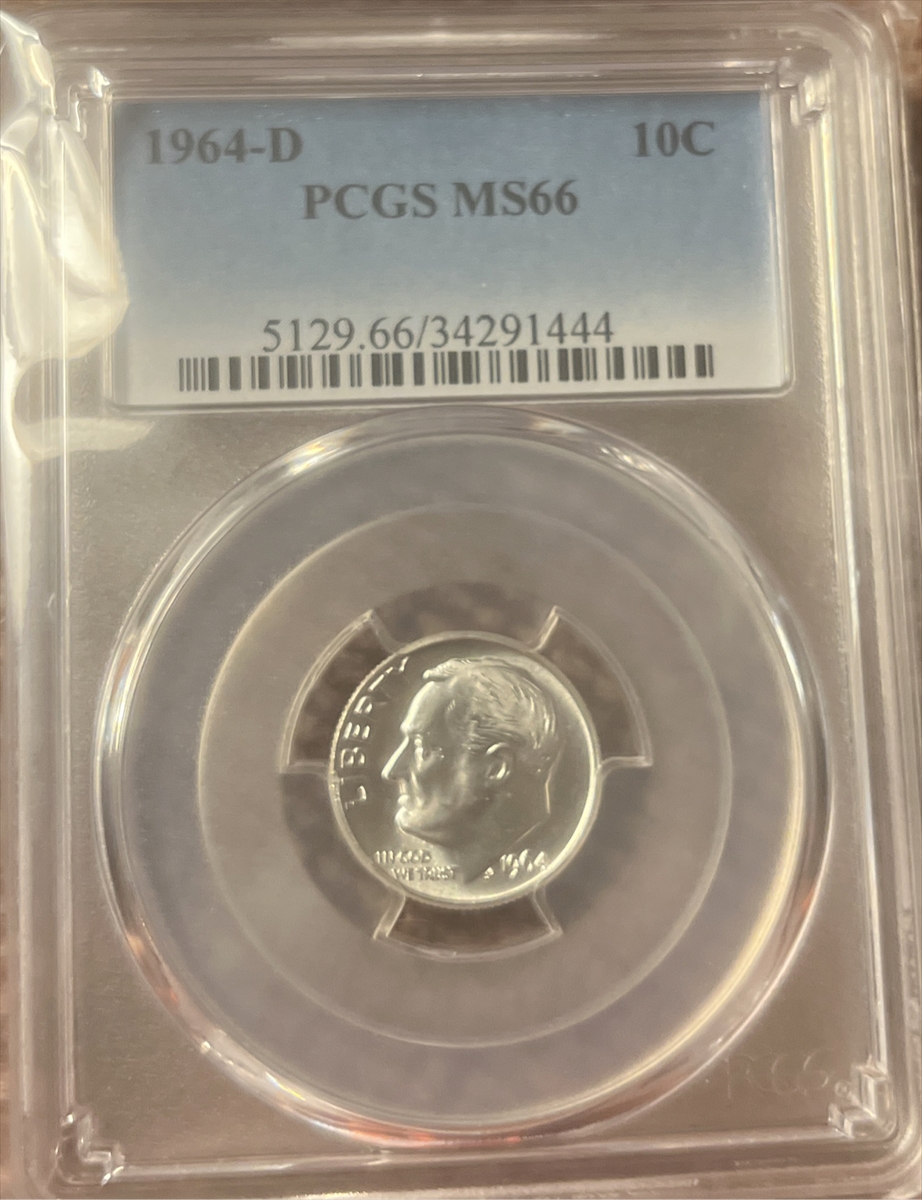 1964-D 10C
PCGS MS66
5129.66/34291444
LIBERTY
IN GOD
WE TRUST
1964
PCGS